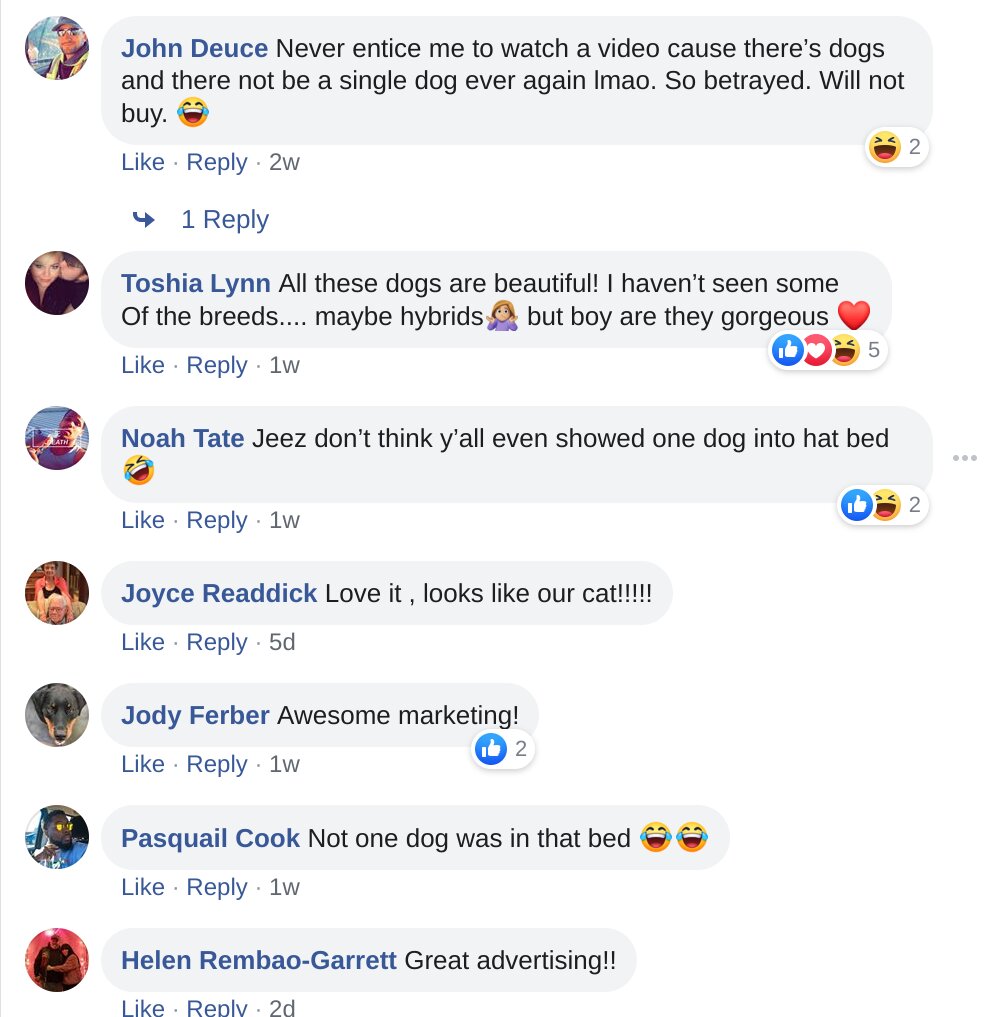 John Deuce Never entice me to watch a video cause there's dogs
and there not be a single dog ever again lmao. So betrayed. Will not
buy. 😂
2
Like · Reply · 2w
1 Reply
Toshia Lynn All these dogs are beautiful! I haven't seen some
Of the breeds.... maybe hybrids🤷🏼‍♀️ but boy are they gorgeous ❤️
5
Like · Reply · 1w
Noah Tate Jeez don't think y'all even showed one dog into hat bed
🤣
2
Like · Reply · 1w
Joyce Readdick Love it , looks like our cat!!!!!
Like · Reply · 5d
Jody Ferber Awesome marketing!
2
Like · Reply · 1w
Pasquail Cook Not one dog was in that bed 😂😂
Like · Reply · 1w
Helen Rembao-Garrett Great advertising!!
Like · Reply · 2d